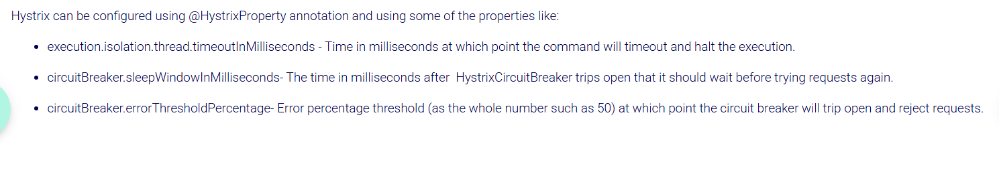 Hystrix can be configured using @HystrixProperty annotation and using some of the properties like:
• execution.isolation.thread.timeoutInMilliseconds - Time in milliseconds at which point the command will timeout and halt the execution.
• circuitBreaker.sleepWindowInMilliseconds- The time in milliseconds after  HystrixCircuitBreaker trips open that it should wait before trying requests again.
• circuitBreaker.errorThresholdPercentage- Error percentage threshold (as the whole number such as 50) at which point the circuit breaker will trip open and reject requests.